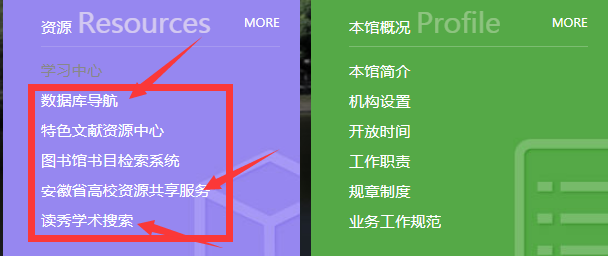 资源 Resources MORE
学习中心
数据库导航
特色文献资源中心
图书馆书目检索系统
安徽省高校资源共享服务
读秀学术搜索
本馆概况 Profile MORE
本馆简介
机构设置
开放时间
工作职责
规章制度
业务工作规范